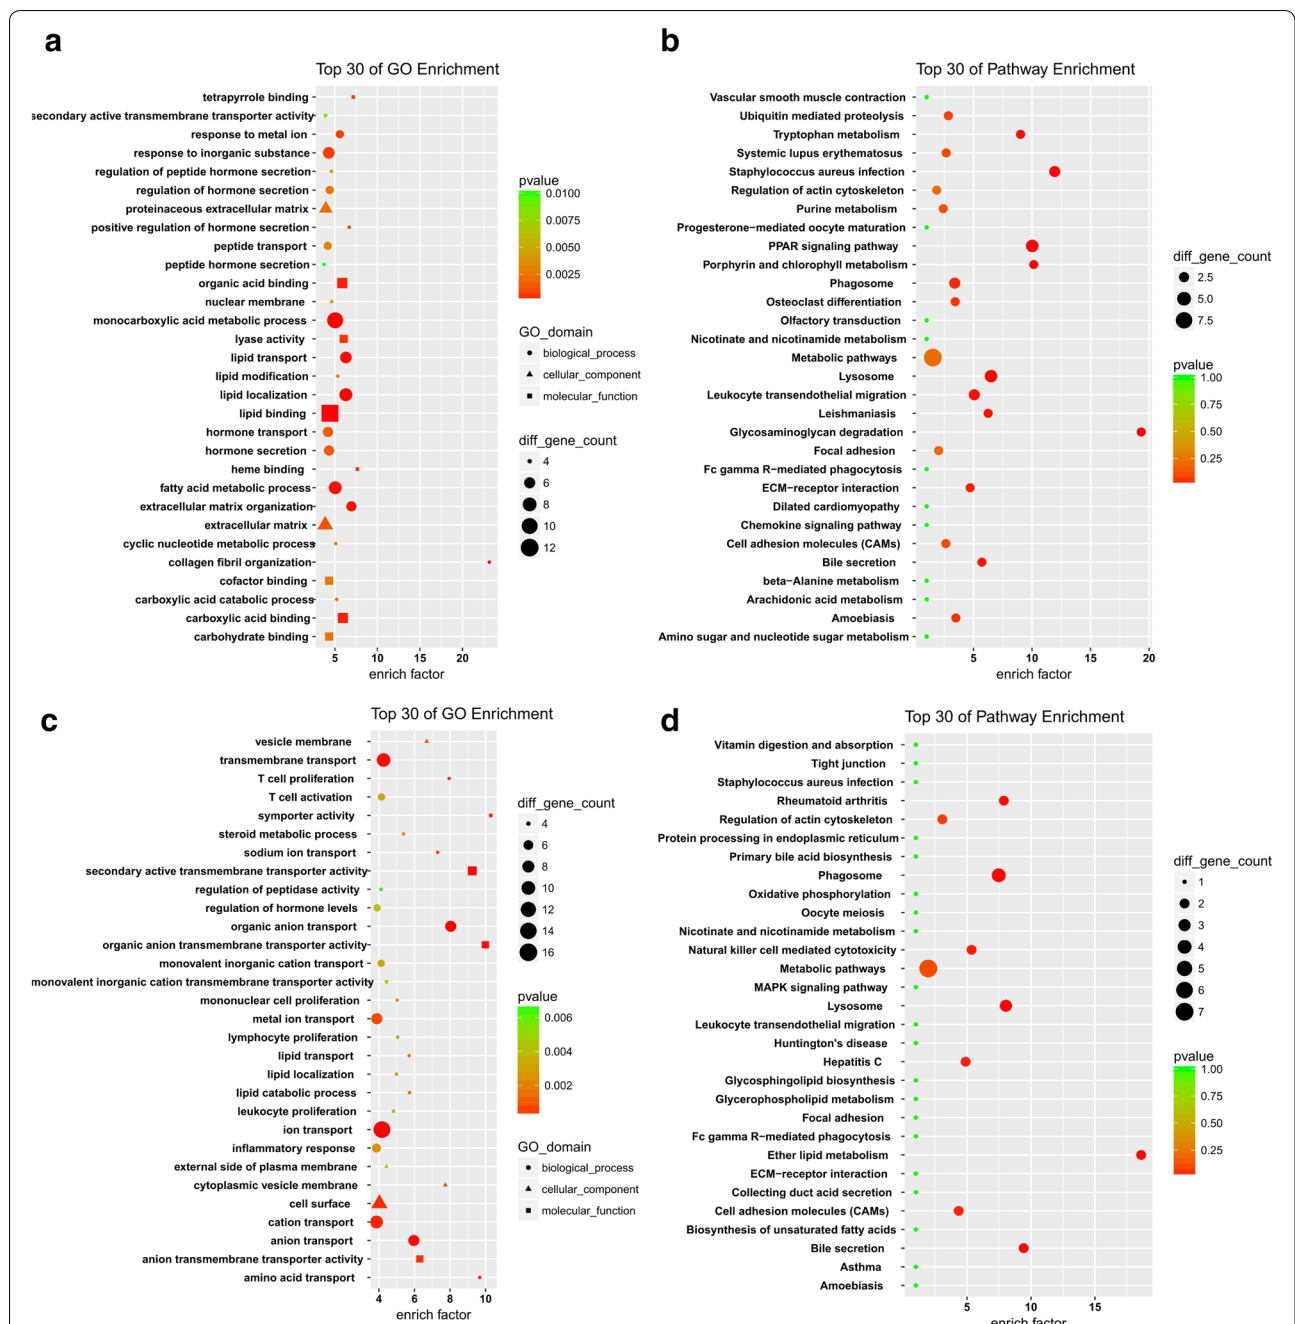 a
Top 30 of GO Enrichment
tetrapyrrole binding
secondary active transmembrane transporter activity
response to metal ion
response to inorganic substance
regulation of peptide hormone secretion
regulation of hormone secretion
proteinaceous extracellular matrix
positive regulation of hormone secretion
peptide transport
peptide hormone secretion
organic acid binding
nuclear membrane
monocarboxylic acid metabolic process
lyase activity
lipid transport
lipid modification
lipid localization
lipid binding
hormone transport
hormone secretion
heme binding
fatty acid metabolic process
extracellular matrix organization
extracellular matrix
cyclic nucleotide metabolic process
collagen fibril organization
cofactor binding
carboxylic acid catabolic process
carboxylic acid binding
carbohydrate binding
5 10 15 20
enrich factor
pvalue
0.0100
0.0075
0.0050
0.0025
GO_domain
biological_process
cellular_component
molecular_function
diff_gene_count
4
6
8
10
12
b
Top 30 of Pathway Enrichment
Vascular smooth muscle contraction
Ubiquitin mediated proteolysis
Tryptophan metabolism
Systemic lupus erythematosus
Staphylococcus aureus infection
Regulation of actin cytoskeleton
Purine metabolism
Progesterone−mediated oocyte maturation
PPAR signaling pathway
Porphyrin and chlorophyll metabolism
Phagosome
Osteoclast differentiation
Olfactory transduction
Nicotinate and nicotinamide metabolism
Metabolic pathways
Lysosome
Leukocyte transendothelial migration
Leishmaniasis
Glycosaminoglycan degradation
Focal adhesion
Fc gamma R−mediated phagocytosis
ECM−receptor interaction
Dilated cardiomyopathy
Chemokine signaling pathway
Cell adhesion molecules (CAMs)
Bile secretion
beta−Alanine metabolism
Arachidonic acid metabolism
Amoebiasis
Amino sugar and nucleotide sugar metabolism
5 10 15 20
enrich factor
diff_gene_count
2.5
5.0
7.5
pvalue
1.00
0.75
0.50
0.25
c
Top 30 of GO Enrichment
vesicle membrane
transmembrane transport
T cell proliferation
T cell activation
symporter activity
steroid metabolic process
sodium ion transport
secondary active transmembrane transporter activity
regulation of peptidase activity
regulation of hormone levels
organic anion transport
organic anion transmembrane transporter activity
monovalent inorganic cation transport
monovalent inorganic cation transmembrane transporter activity
mononuclear cell proliferation
metal ion transport
lymphocyte proliferation
lipid transport
lipid localization
lipid catabolic process
leukocyte proliferation
ion transport
inflammatory response
external side of plasma membrane
cytoplasmic vesicle membrane
cell surface
cation transport
anion transport
anion transmembrane transporter activity
amino acid transport
4 6 8 10
enrich factor
diff_gene_count
4
6
8
10
12
14
16
pvalue
0.006
0.004
0.002
GO_domain
biological_process
cellular_component
molecular_function
d
Top 30 of Pathway Enrichment
Vitamin digestion and absorption
Tight junction
Staphylococcus aureus infection
Rheumatoid arthritis
Regulation of actin cytoskeleton
Protein processing in endoplasmic reticulum
Primary bile acid biosynthesis
Phagosome
Oxidative phosphorylation
Oocyte meiosis
Nicotinate and nicotinamide metabolism
Natural killer cell mediated cytotoxicity
Metabolic pathways
MAPK signaling pathway
Lysosome
Leukocyte transendothelial migration
Huntington's disease
Hepatitis C
Glycosphingolipid biosynthesis
Glycerophospholipid metabolism
Focal adhesion
Fc gamma R−mediated phagocytosis
Ether lipid metabolism
ECM−receptor interaction
Collecting duct acid secretion
Cell adhesion molecules (CAMs)
Biosynthesis of unsaturated fatty acids
Bile secretion
Asthma
Amoebiasis
5 10 15
enrich factor
diff_gene_count
1
2
3
4
5
6
7
pvalue
1.00
0.75
0.50
0.25